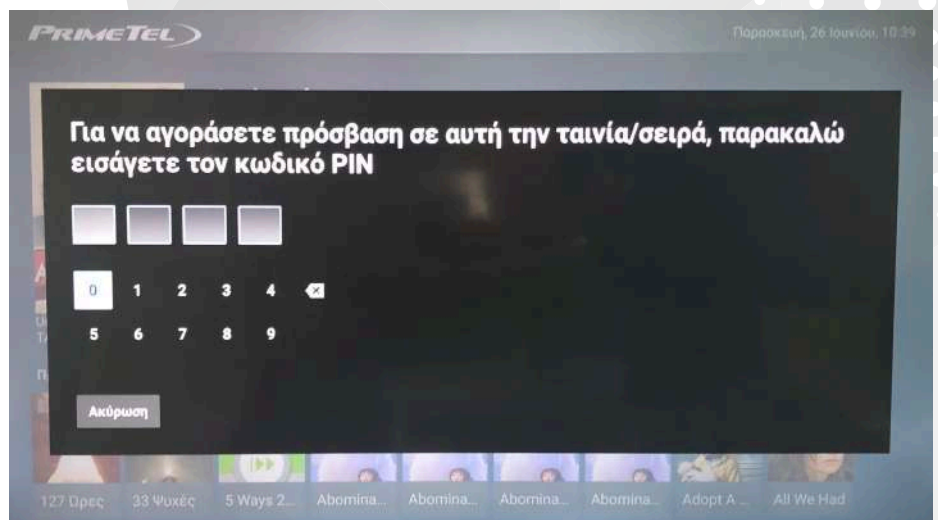 PRIMETEL
Παρασκευή, 26 Ιουνίου, 10:39
Για να αγοράσετε πρόσβαση σε αυτή την ταινία/σειρά, παρακαλώ
εισάγετε τον κωδικό PIN
0 1 2 3 4
5 6 7 8 9
Ακύρωση
127 Ώρες 33 Ψυχές 5 Ways 2... Abomina... Abomina... Abomina... Abomina... Adopt A ... All We Had